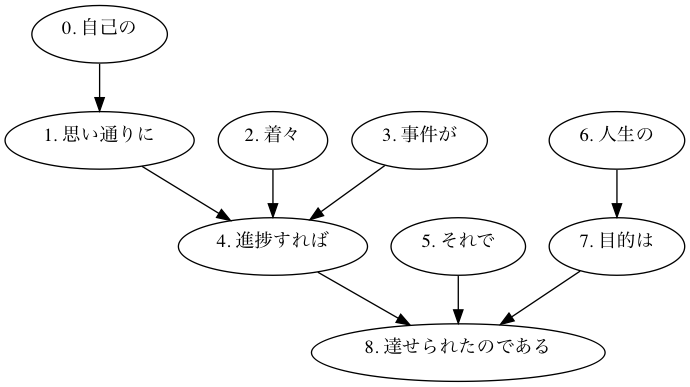 0. 自己の
1. 思い通りに
2. 着々
3. 事件が
6. 人生の
4. 進捗すれば
5. それで
7. 目的は
8. 達せられたのである